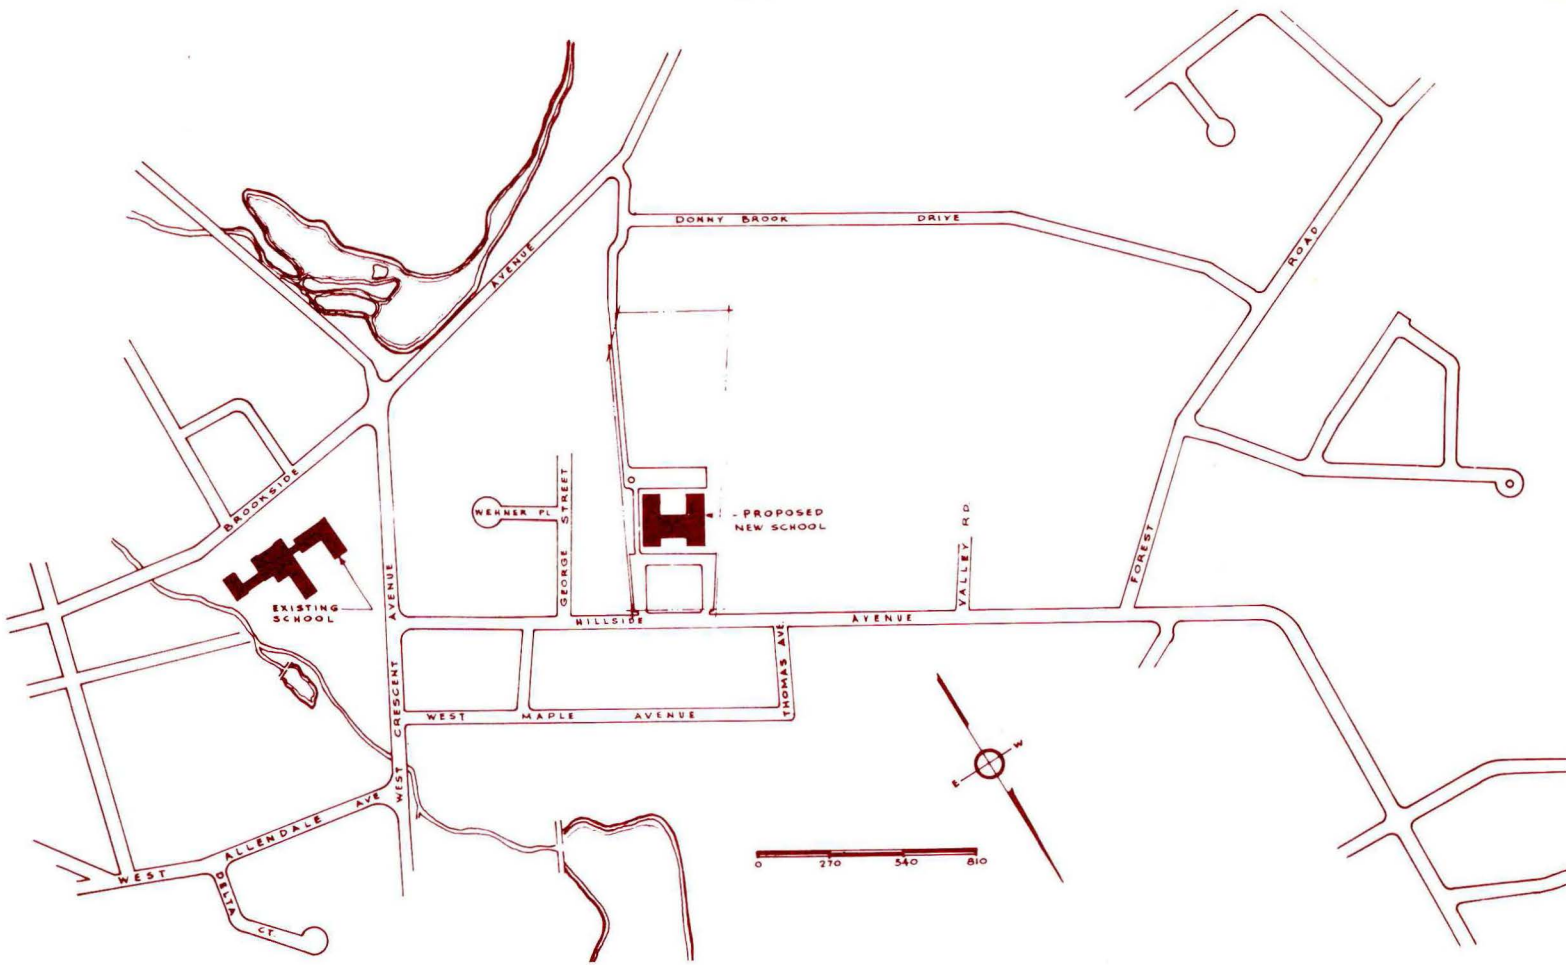 DONNY BROOK DRIVE
ROAD
AVENUE
BROOKSIDE
WEHNER PL.
GEORGE STREET
PROPOSED
NEW SCHOOL
VALLEY RD.
FOREST
EXISTING
SCHOOL
AVENUE
HILLSIDE AVENUE
THOMAS AVE.
WEST CRESCENT
WEST MAPLE AVENUE
W
E
WEST ALLENDALE AVE
DELTA CT.
0 270 540 810